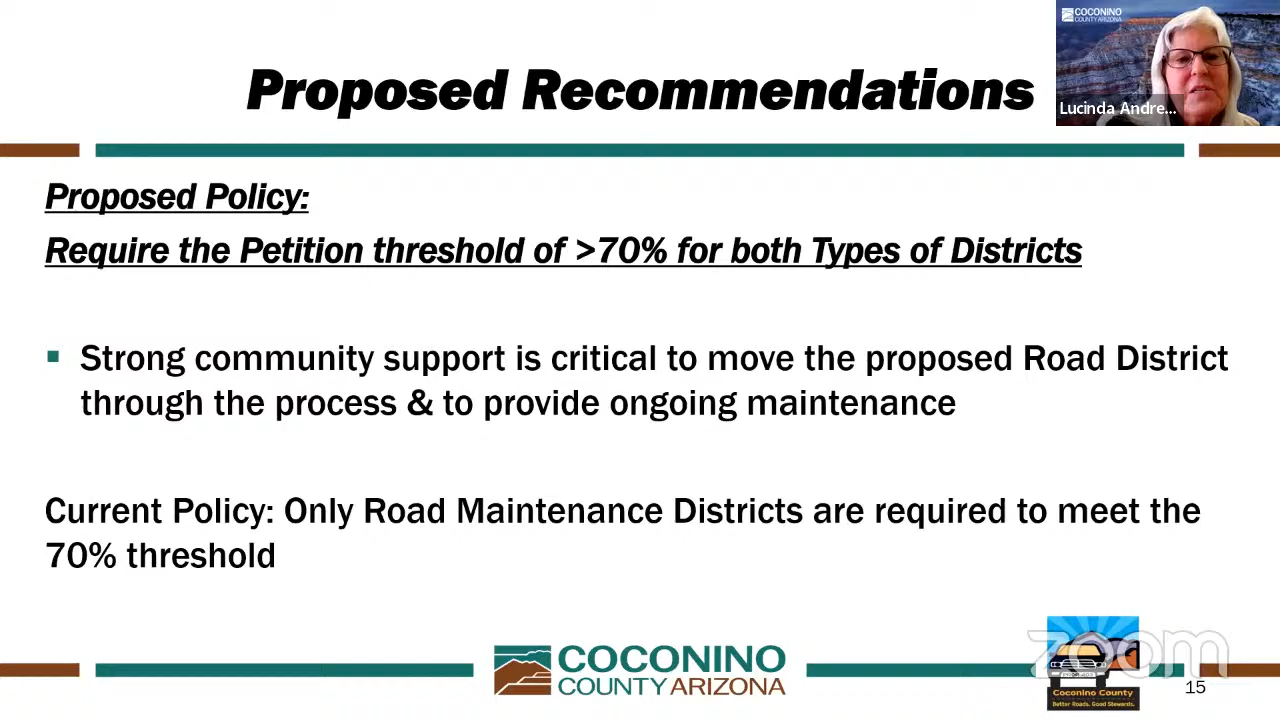 COCONINO
COUNTY ARIZONA
Proposed Recommendations
Lucinda Andre...
Proposed Policy:
Require the Petition threshold of >70% for both Types of Districts
▪ Strong community support is critical to move the proposed Road District
through the process & to provide ongoing maintenance
Current Policy: Only Road Maintenance Districts are required to meet the
70% threshold
COCONINO
COUNTY ARIZONA
zoom
Coconino County
Better Roads. Good Stewards.
15